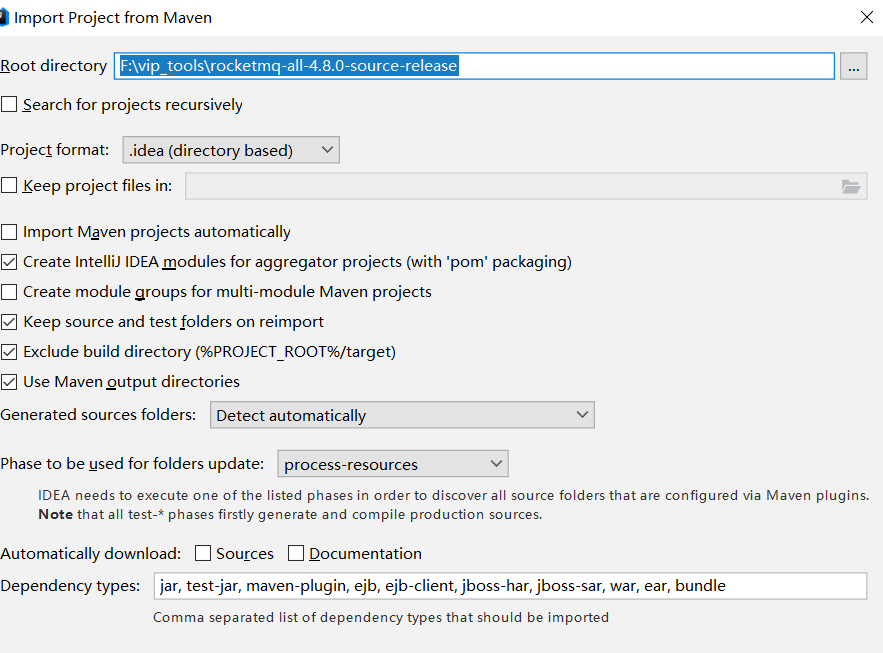 Import Project from Maven
Root directory F:\vip_tools\rocketmq-all-4.8.0-source-release ...
Search for projects recursively
Project format: .idea (directory based)
Keep project files in:
Import Maven projects automatically
Create IntelliJ IDEA modules for aggregator projects (with 'pom' packaging)
Create module groups for multi-module Maven projects
Keep source and test folders on reimport
Exclude build directory (%PROJECT_ROOT%/target)
Use Maven output directories
Generated sources folders: Detect automatically
Phase to be used for folders update: process-resources
IDEA needs to execute one of the listed phases in order to discover all source folders that are configured via Maven plugins.
Note that all test-* phases firstly generate and compile production sources.
Automatically download: Sources Documentation
Dependency types: jar, test-jar, maven-plugin, ejb, ejb-client, jboss-har, jboss-sar, war, ear, bundle
Comma separated list of dependency types that should be imported